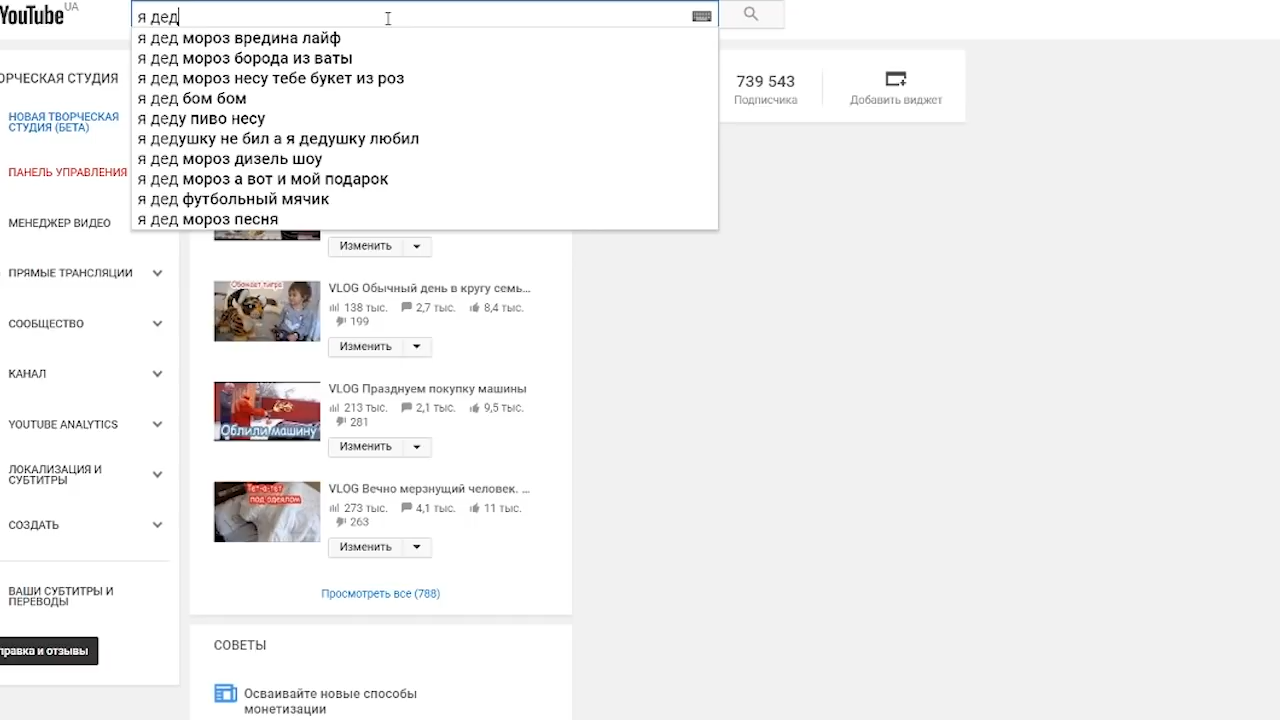 YouTube UA
я дед
я дед мороз вредина лайф
я дед мороз борода из ваты
я дед мороз несу тебе букет из роз
я дед бом бом
я деду пиво несу
я дедушку не бил а я дедушку любил
я дед мороз дизель шоу
я дед мороз а вот и мой подарок
я дед футбольный мячик
я дед мороз песня
ОРЧЕСКАЯ СТУДИЯ
НОВАЯ ТВОРЧЕСКАЯ
СТУДИЯ (БЕТА)
ПАНЕЛЬ УПРАВЛЕНИЯ
МЕНЕДЖЕР ВИДЕО
ПРЯМЫЕ ТРАНСЛЯЦИИ
СООБЩЕСТВО
КАНАЛ
YOUTUBE ANALYTICS
ЛОКАЛИЗАЦИЯ И
СУБТИТРЫ
СОЗДАТЬ
ВАШИ СУБТИТРЫ И
ПЕРЕВОДЫ
правка и отзывы
739 543
Подписчика
Добавить виджет
Изменить
Обожает тигра
VLOG Обычный день в кругу семь...
138 тыс. 2,7 тыс. 8,4 тыс.
199
Изменить
Облили машину
VLOG Празднуем покупку машины
213 тыс. 2,1 тыс. 9,5 тыс.
281
Изменить
Тет-а-тет
под одеялом
VLOG Вечно мерзнущий человек. ...
273 тыс. 4,1 тыс. 11 тыс.
263
Изменить
Просмотреть все (788)
СОВЕТЫ
Осваивайте новые способы
монетизации